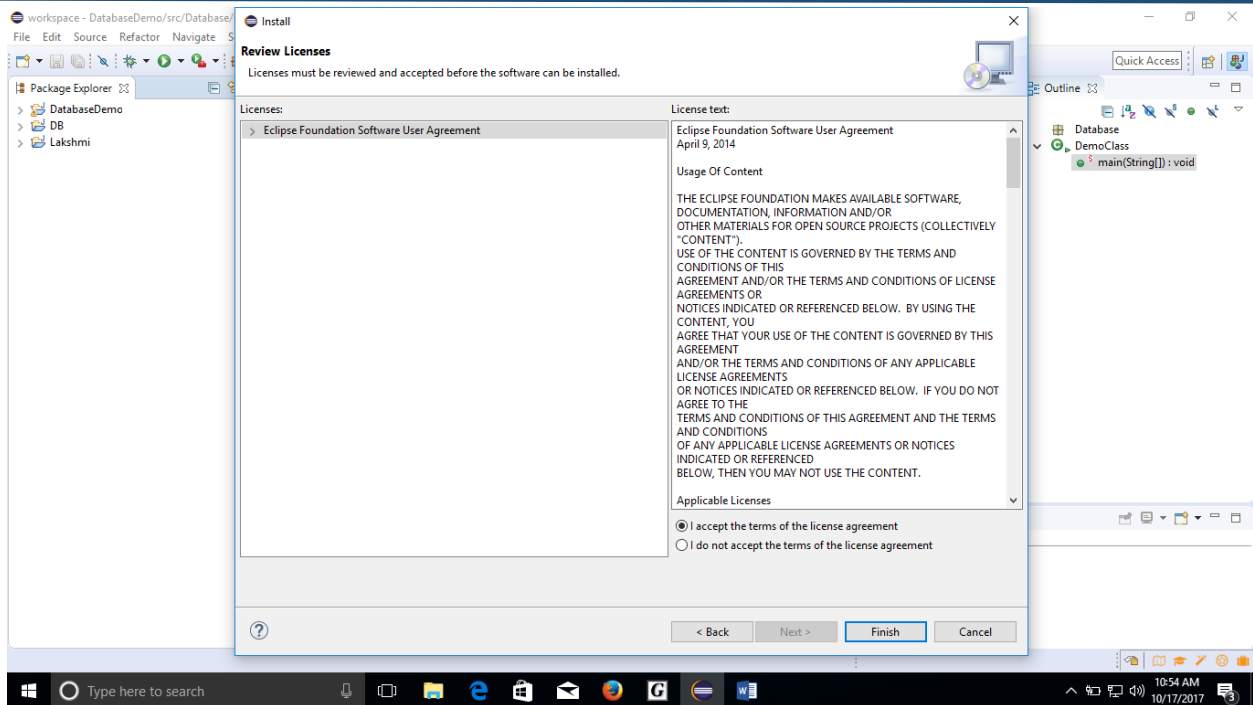 workspace - DatabaseDemo/src/Database/
File Edit Source Refactor Navigate S
Install
Review Licenses
Licenses must be reviewed and accepted before the software can be installed.
Quick Access
Package Explorer
DatabaseDemo
DB
Lakshmi
Licenses:
Eclipse Foundation Software User Agreement
License text:
Eclipse Foundation Software User Agreement
April 9, 2014
Usage Of Content
THE ECLIPSE FOUNDATION MAKES AVAILABLE SOFTWARE,
DOCUMENTATION, INFORMATION AND/OR
OTHER MATERIALS FOR OPEN SOURCE PROJECTS (COLLECTIVELY
"CONTENT").
USE OF THE CONTENT IS GOVERNED BY THE TERMS AND
CONDITIONS OF THIS
AGREEMENT AND/OR THE TERMS AND CONDITIONS OF LICENSE
AGREEMENTS OR
NOTICES INDICATED OR REFERENCED BELOW. BY USING THE
CONTENT, YOU
AGREE THAT YOUR USE OF THE CONTENT IS GOVERNED BY THIS
AGREEMENT
AND/OR THE TERMS AND CONDITIONS OF ANY APPLICABLE
LICENSE AGREEMENTS
OR NOTICES INDICATED OR REFERENCED BELOW. IF YOU DO NOT
AGREE TO THE
TERMS AND CONDITIONS OF THIS AGREEMENT AND THE TERMS
AND CONDITIONS
OF ANY APPLICABLE LICENSE AGREEMENTS OR NOTICES
INDICATED OR REFERENCED
BELOW, THEN YOU MAY NOT USE THE CONTENT.
Applicable Licenses
I accept the terms of the license agreement
I do not accept the terms of the license agreement
Outline
Database
DemoClass
main(String[]) : void
< Back
Next >
Finish
Cancel
Type here to search
10:54 AM
10/17/2017